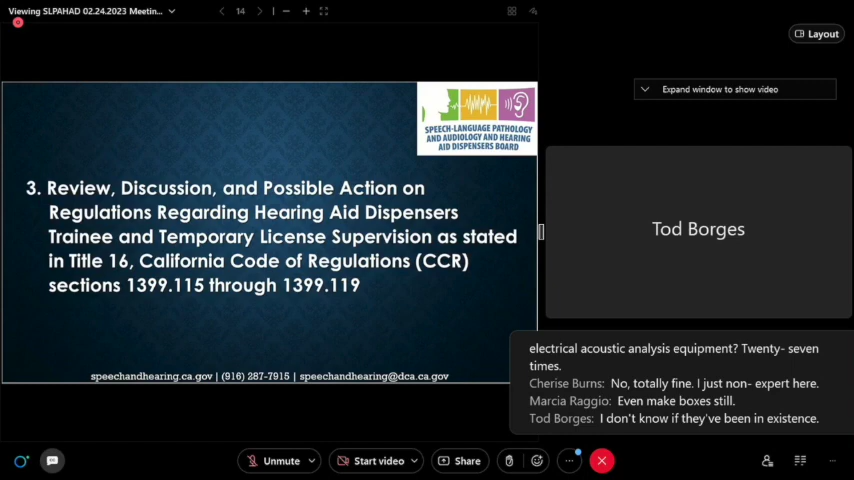 Viewing SLPAHAD 02.24.2023 Meetin...
14
Layout
Expand window to show video
SPEECH-LANGUAGE PATHOLOGY
AND AUDIOLOGY AND HEARING
AID DISPENSERS BOARD
3. Review, Discussion, and Possible Action on
Regulations Regarding Hearing Aid Dispensers
Trainee and Temporary License Supervision as stated
in Title 16, California Code of Regulations (CCR)
sections 1399.115 through 1399.119
speechandhearing.ca.gov | (916) 287-7915 | speechandhearing@dca.ca.gov
Tod Borges
electrical acoustic analysis equipment? Twenty- seven
times.
Cherise Burns: No, totally fine. I just non- expert here.
Marcia Raggio: Even make boxes still.
Tod Borges: I don't know if they've been in existence.
Unmute
Start video
Share